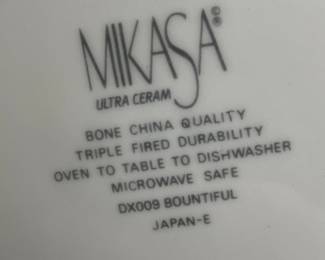 MIKASA©
ULTRA CERAM
BONE CHINA QUALITY
TRIPLE FIRED DURABILITY
OVEN TO TABLE TO DISHWASHER
MICROWAVE SAFE
DX009 BOUNTIFUL
JAPAN-E